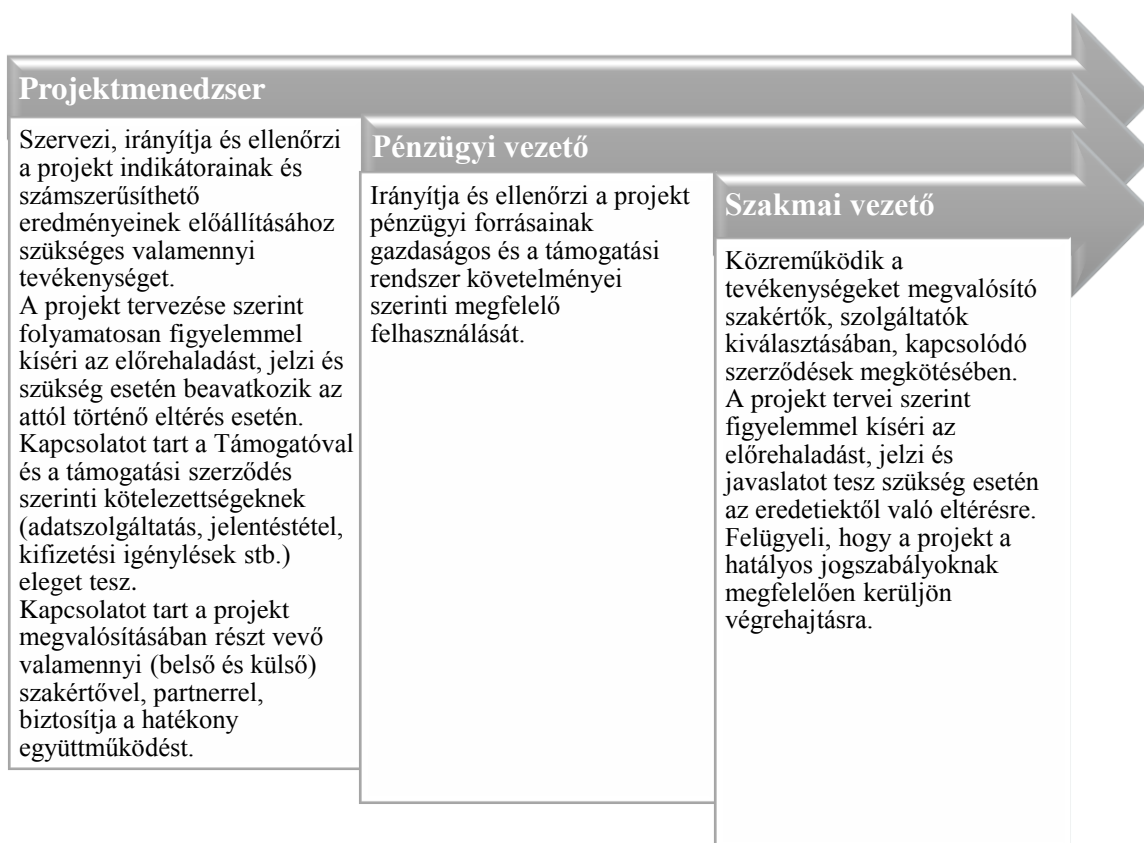 Projektmenedzser
Szervezi, irányítja és ellenőrzi
a projekt indikátorainak és
számszerűsíthető
eredményeinek előállításához
szükséges valamennyi
tevékenységet.
A projekt tervezése szerint
folyamatosan figyelemmel
kíséri az előrehaladást, jelzi és
szükség esetén beavatkozik az
attól történő eltérés esetén.
Kapcsolatot tart a Támogatóval
és a támogatási szerződés
szerinti kötelezettségeknek
(adatszolgáltatás, jelentéstétel,
kifizetési igénylések stb.)
eleget tesz.
Kapcsolatot tart a projekt
megvalósításában részt vevő
valamennyi (belső és külső)
szakértővel, partnerrel,
biztosítja a hatékony
együttműködést.
Pénzügyi vezető
Irányítja és ellenőrzi a projekt
pénzügyi forrásainak
gazdaságos és a támogatási
rendszer követelményei
szerinti megfelelő
felhasználását.
Szakmai vezető
Közreműködik a
tevékenységeket megvalósító
szakértők, szolgáltatók
kiválasztásában, kapcsolódó
szerződések megkötésében.
A projekt tervei szerint
figyelemmel kíséri az
előrehaladást, jelzi és
javaslatot tesz szükség esetén
az eredetiektől való eltérésre.
Felügyeli, hogy a projekt a
hatályos jogszabályoknak
megfelelően kerüljön
végrehajtásra.